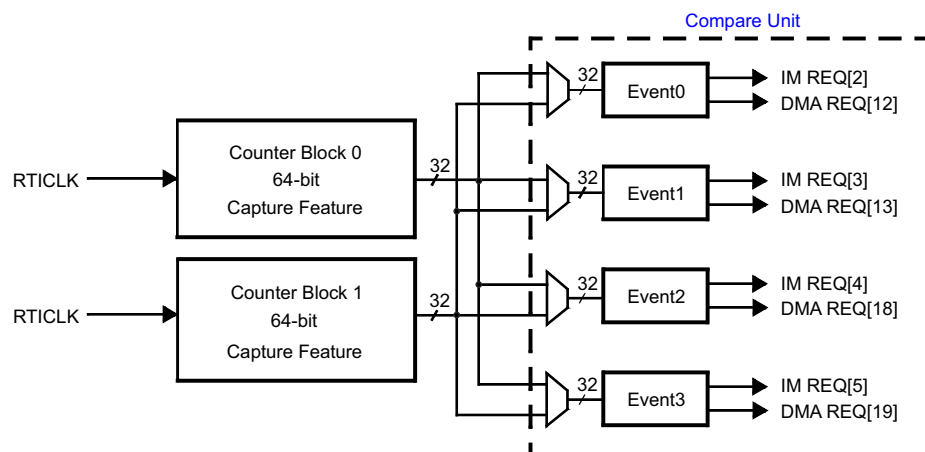 Compare Unit
32
Event0
IM REQ[2]
DMA REQ[12]
RTICLK
Counter Block 0
64-bit
Capture Feature
32
32
Event1
IM REQ[3]
DMA REQ[13]
RTICLK
Counter Block 1
64-bit
Capture Feature
32
32
Event2
IM REQ[4]
DMA REQ[18]
32
Event3
IM REQ[5]
DMA REQ[19]